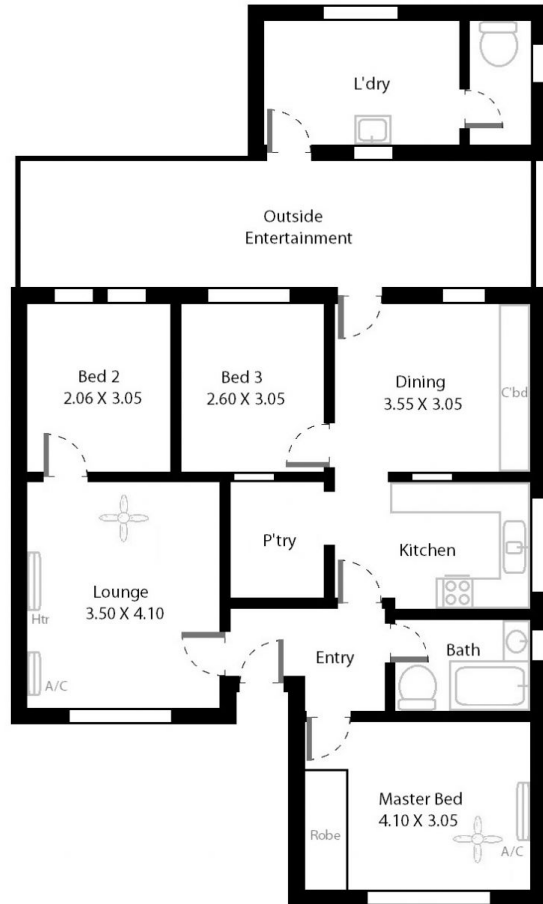 L'dry
Outside
Entertainment
Bed 2
2.06 X 3.05
Bed 3
2.60 X 3.05
Dining
3.55 X 3.05
C'bd
P'try
Kitchen
Lounge
3.50 X 4.10
Htr
A/C
Entry
Bath
Master Bed
4.10 X 3.05
Robe
A/C